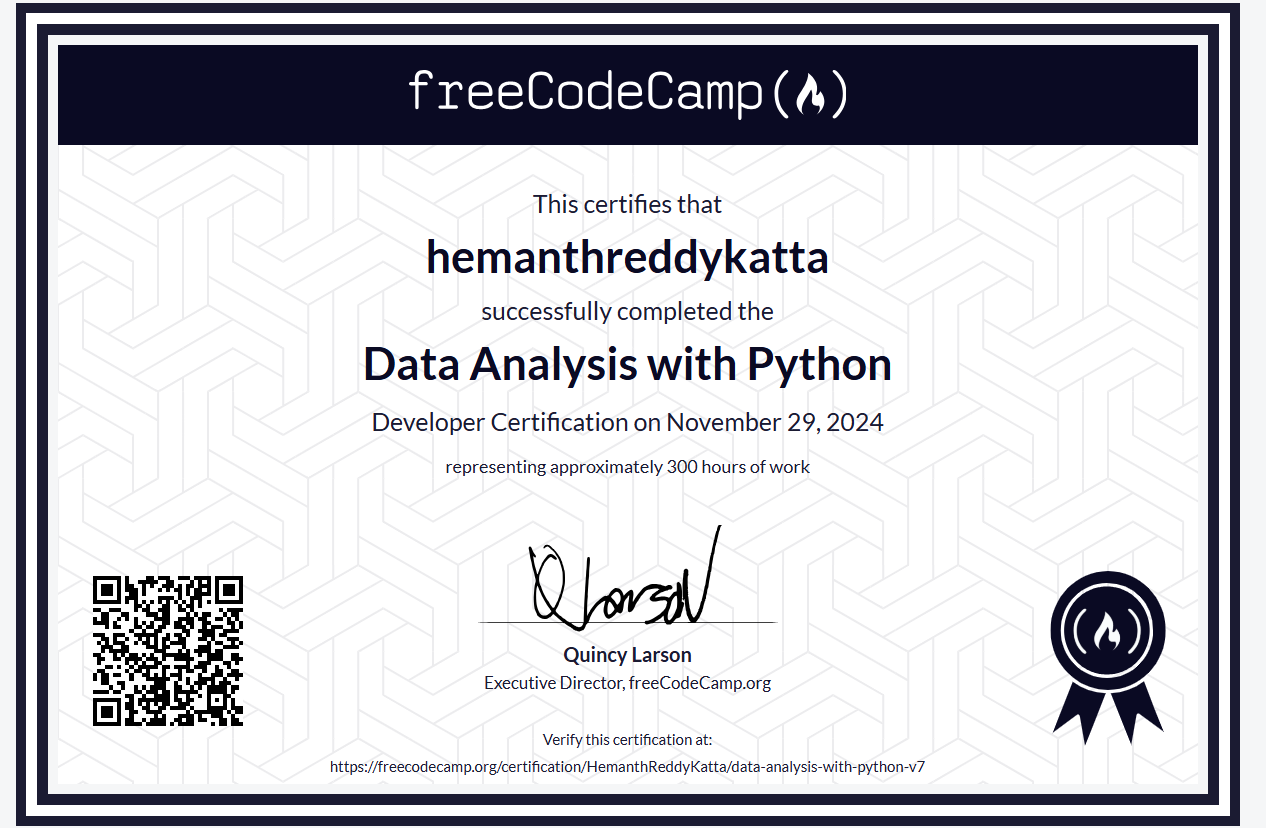 freeCodeCamp(🔥)
This certifies that
hemanthreddykatta
successfully completed the
Data Analysis with Python
Developer Certification on November 29, 2024
representing approximately 300 hours of work
Quincy Larson
Executive Director, freeCodeCamp.org
Verify this certification at:
https://freecodecamp.org/certification/HemanthReddyKatta/data-analysis-with-python-v7